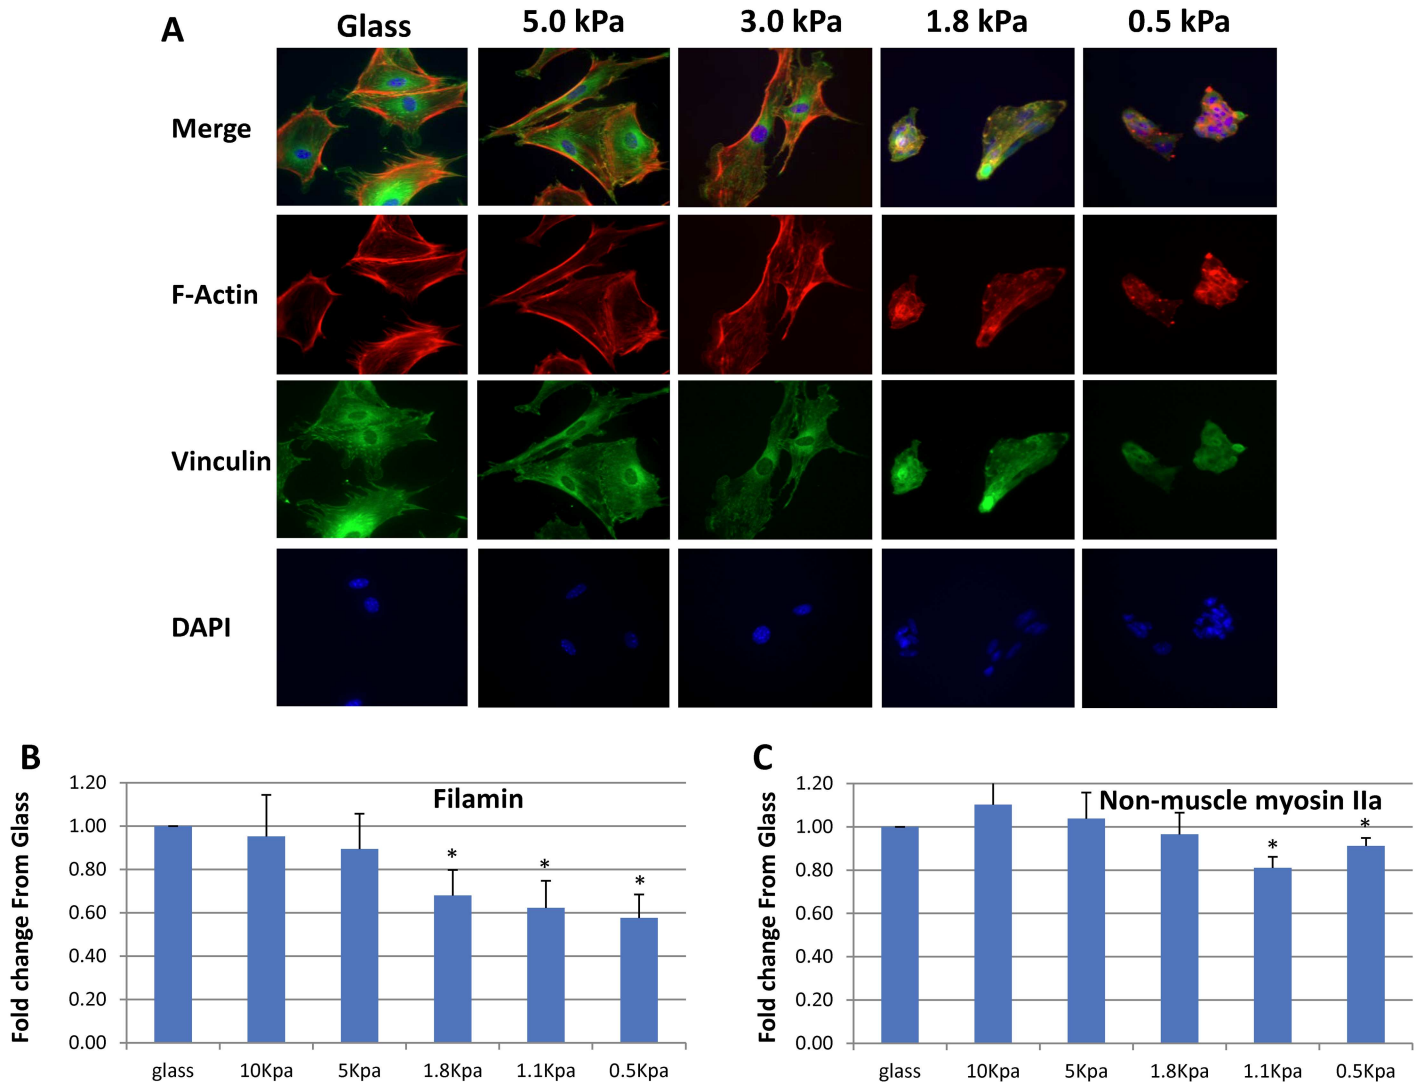 A
Glass
5.0 kPa
3.0 kPa
1.8 kPa
0.5 kPa
Merge
F-Actin
Vinculin
DAPI
B
Fold change From Glass
1.20
1.00
0.80
0.60
0.40
0.20
0.00
Filamin
*
*
*
glass
10Kpa
5Kpa
1.8Kpa
1.1Kpa
0.5Kpa
C
Fold change From Glass
1.20
1.00
0.80
0.60
0.40
0.20
0.00
Non-muscle myosin IIa
*
*
glass
10Kpa
5Kpa
1.8Kpa
1.1Kpa
0.5Kpa